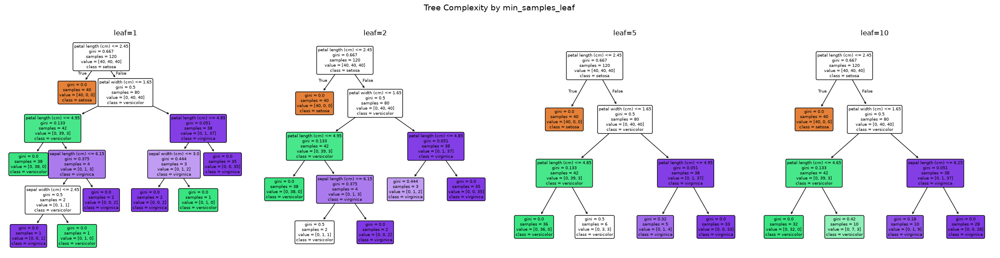 Tree Complexity by min_samples_leaf
leaf=1
petal length (cm) <= 2.45
gini = 0.667
samples = 120
value = [40, 40, 40]
class = setosa
True
False
gini = 0.0
samples = 40
value = [40, 0, 0]
class = setosa
petal width (cm) <= 1.65
gini = 0.5
samples = 80
value = [0, 40, 40]
class = versicolor
petal length (cm) <= 4.95
gini = 0.133
samples = 42
value = [0, 39, 3]
class = versicolor
petal length (cm) <= 4.85
gini = 0.051
samples = 38
value = [0, 1, 37]
class = virginica
gini = 0.0
samples = 38
value = [0, 38, 0]
class = versicolor
sepal length (cm) <= 6.15
gini = 0.375
samples = 4
value = [0, 1, 3]
class = virginica
sepal width (cm) <= 3.0
gini = 0.444
samples = 3
value = [0, 1, 2]
class = virginica
gini = 0.0
samples = 35
value = [0, 0, 35]
class = virginica
sepal width (cm) <= 2.45
gini = 0.5
samples = 2
value = [0, 1, 1]
class = versicolor
gini = 0.0
samples = 2
value = [0, 0, 2]
class = virginica
gini = 0.0
samples = 2
value = [0, 0, 2]
class = virginica
gini = 0.0
samples = 1
value = [0, 1, 0]
class = versicolor
gini = 0.0
samples = 1
value = [0, 0, 1]
class = virginica
gini = 0.0
samples = 1
value = [0, 1, 0]
class = versicolor
leaf=2
petal length (cm) <= 2.45
gini = 0.667
samples = 120
value = [40, 40, 40]
class = setosa
True
False
gini = 0.0
samples = 40
value = [40, 0, 0]
class = setosa
petal width (cm) <= 1.65
gini = 0.5
samples = 80
value = [0, 40, 40]
class = versicolor
petal length (cm) <= 4.95
gini = 0.133
samples = 42
value = [0, 39, 3]
class = versicolor
petal length (cm) <= 4.85
gini = 0.051
samples = 38
value = [0, 1, 37]
class = virginica
gini = 0.0
samples = 38
value = [0, 38, 0]
class = versicolor
sepal length (cm) <= 6.15
gini = 0.375
samples = 4
value = [0, 1, 3]
class = virginica
gini = 0.444
samples = 3
value = [0, 1, 2]
class = virginica
gini = 0.0
samples = 35
value = [0, 0, 35]
class = virginica
gini = 0.5
samples = 2
value = [0, 1, 1]
class = versicolor
gini = 0.0
samples = 2
value = [0, 0, 2]
class = virginica
leaf=5
petal length (cm) <= 2.45
gini = 0.667
samples = 120
value = [40, 40, 40]
class = setosa
True
False
gini = 0.0
samples = 40
value = [40, 0, 0]
class = setosa
petal width (cm) <= 1.65
gini = 0.5
samples = 80
value = [0, 40, 40]
class = versicolor
petal length (cm) <= 4.85
gini = 0.133
samples = 42
value = [0, 39, 3]
class = versicolor
petal length (cm) <= 4.95
gini = 0.051
samples = 38
value = [0, 1, 37]
class = virginica
gini = 0.0
samples = 36
value = [0, 36, 0]
class = versicolor
gini = 0.5
samples = 6
value = [0, 3, 3]
class = versicolor
gini = 0.32
samples = 5
value = [0, 1, 4]
class = virginica
gini = 0.0
samples = 33
value = [0, 0, 33]
class = virginica
leaf=10
petal length (cm) <= 2.45
gini = 0.667
samples = 120
value = [40, 40, 40]
class = setosa
True
False
gini = 0.0
samples = 40
value = [40, 0, 0]
class = setosa
petal width (cm) <= 1.65
gini = 0.5
samples = 80
value = [0, 40, 40]
class = versicolor
petal length (cm) <= 4.65
gini = 0.133
samples = 42
value = [0, 39, 3]
class = versicolor
sepal length (cm) <= 6.25
gini = 0.051
samples = 38
value = [0, 1, 37]
class = virginica
gini = 0.0
samples = 32
value = [0, 32, 0]
class = versicolor
gini = 0.42
samples = 10
value = [0, 7, 3]
class = versicolor
gini = 0.18
samples = 10
value = [0, 1, 9]
class = virginica
gini = 0.0
samples = 28
value = [0, 0, 28]
class = virginica